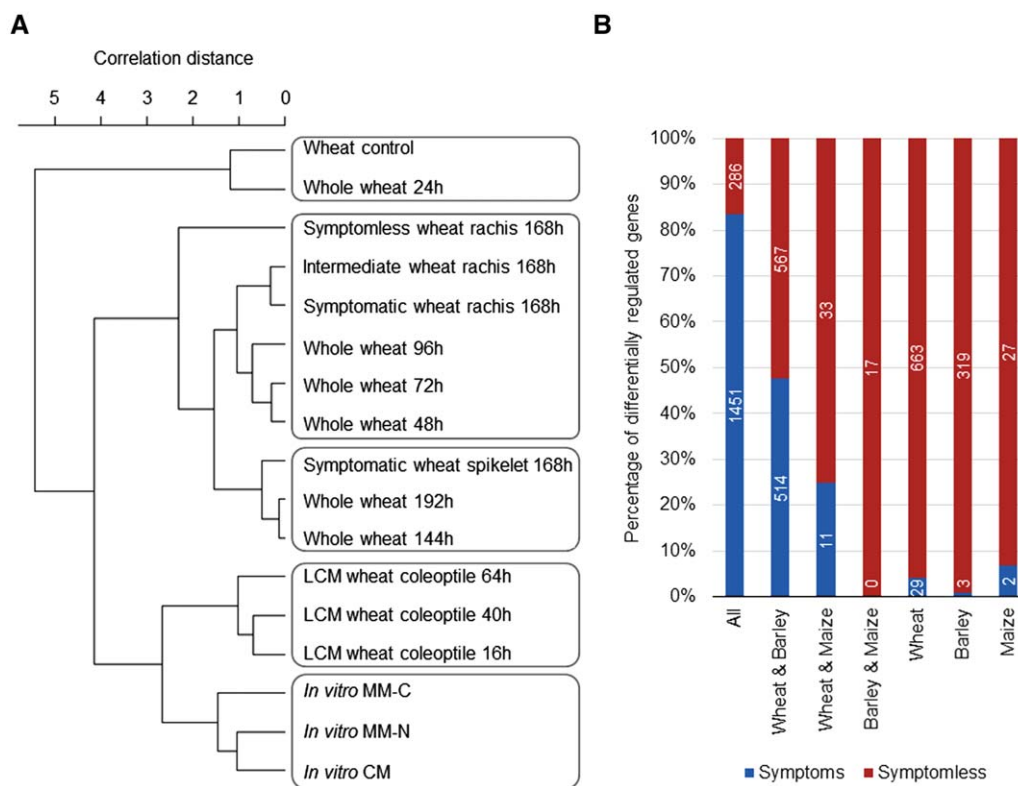 A
Correlation distance
5 4 3 2 1 0
Wheat control
Whole wheat 24h
Symptomless wheat rachis 168h
Intermediate wheat rachis 168h
Symptomatic wheat rachis 168h
Whole wheat 96h
Whole wheat 72h
Whole wheat 48h
Symptomatic wheat spikelet 168h
Whole wheat 192h
Whole wheat 144h
LCM wheat coleoptile 64h
LCM wheat coleoptile 40h
LCM wheat coleoptile 16h
In vitro MM-C
In vitro MM-N
In vitro CM
B
Percentage of differentially regulated genes
100%
90%
80%
70%
60%
50%
40%
30%
20%
10%
0%
286
1451
567
514
33
11
17
0
663
29
319
3
27
2
All
Wheat & Barley
Wheat & Maize
Barley & Maize
Wheat
Barley
Maize
Symptoms Symptomless